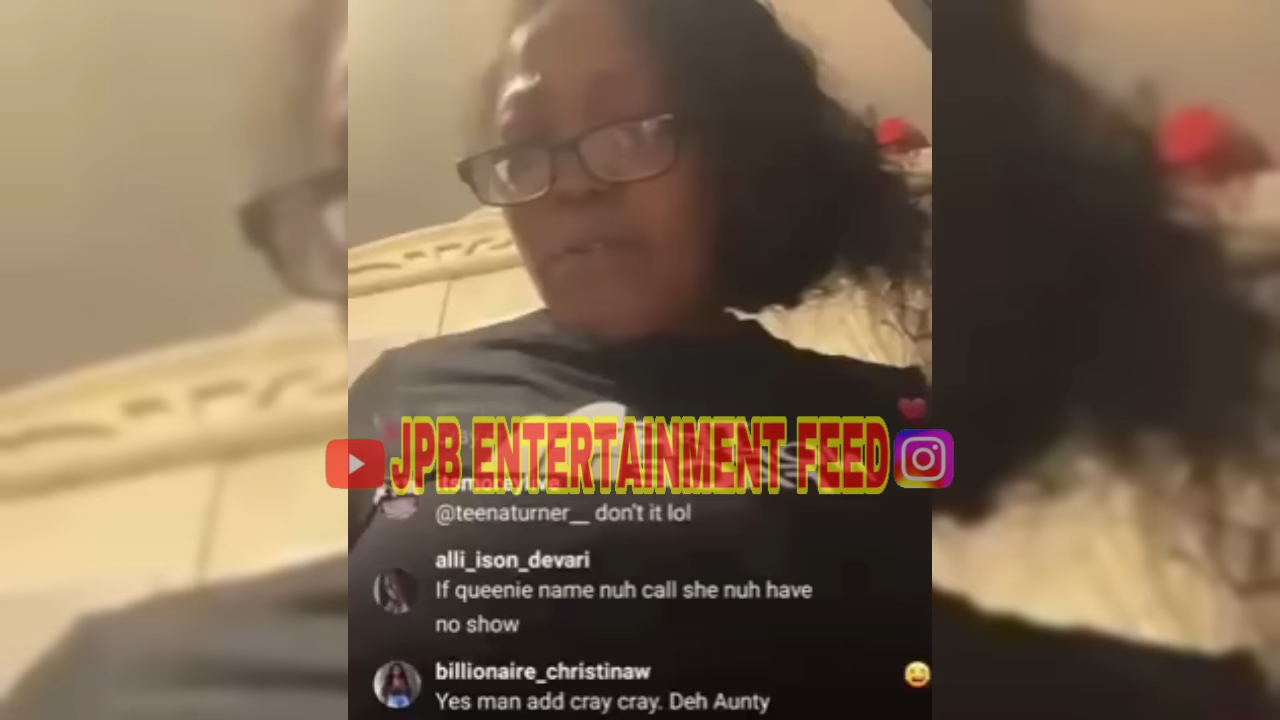 JPB ENTERTAINMENT FEED
@teenaturner__ don't it lol
alli_ison_devari
If queenie name nuh call she nuh have
no show
billionaire_christinaw
Yes man add cray cray. Deh Aunty